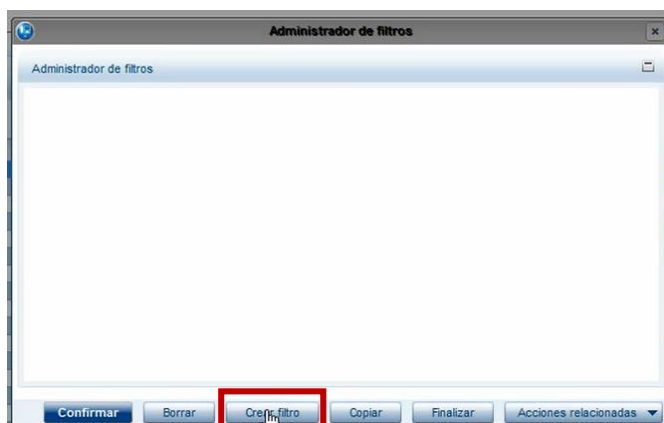 Administrador de filtros
Administrador de filtros
Confirmar Borrar Crear filtro Copiar Finalizar Acciones relacionadas